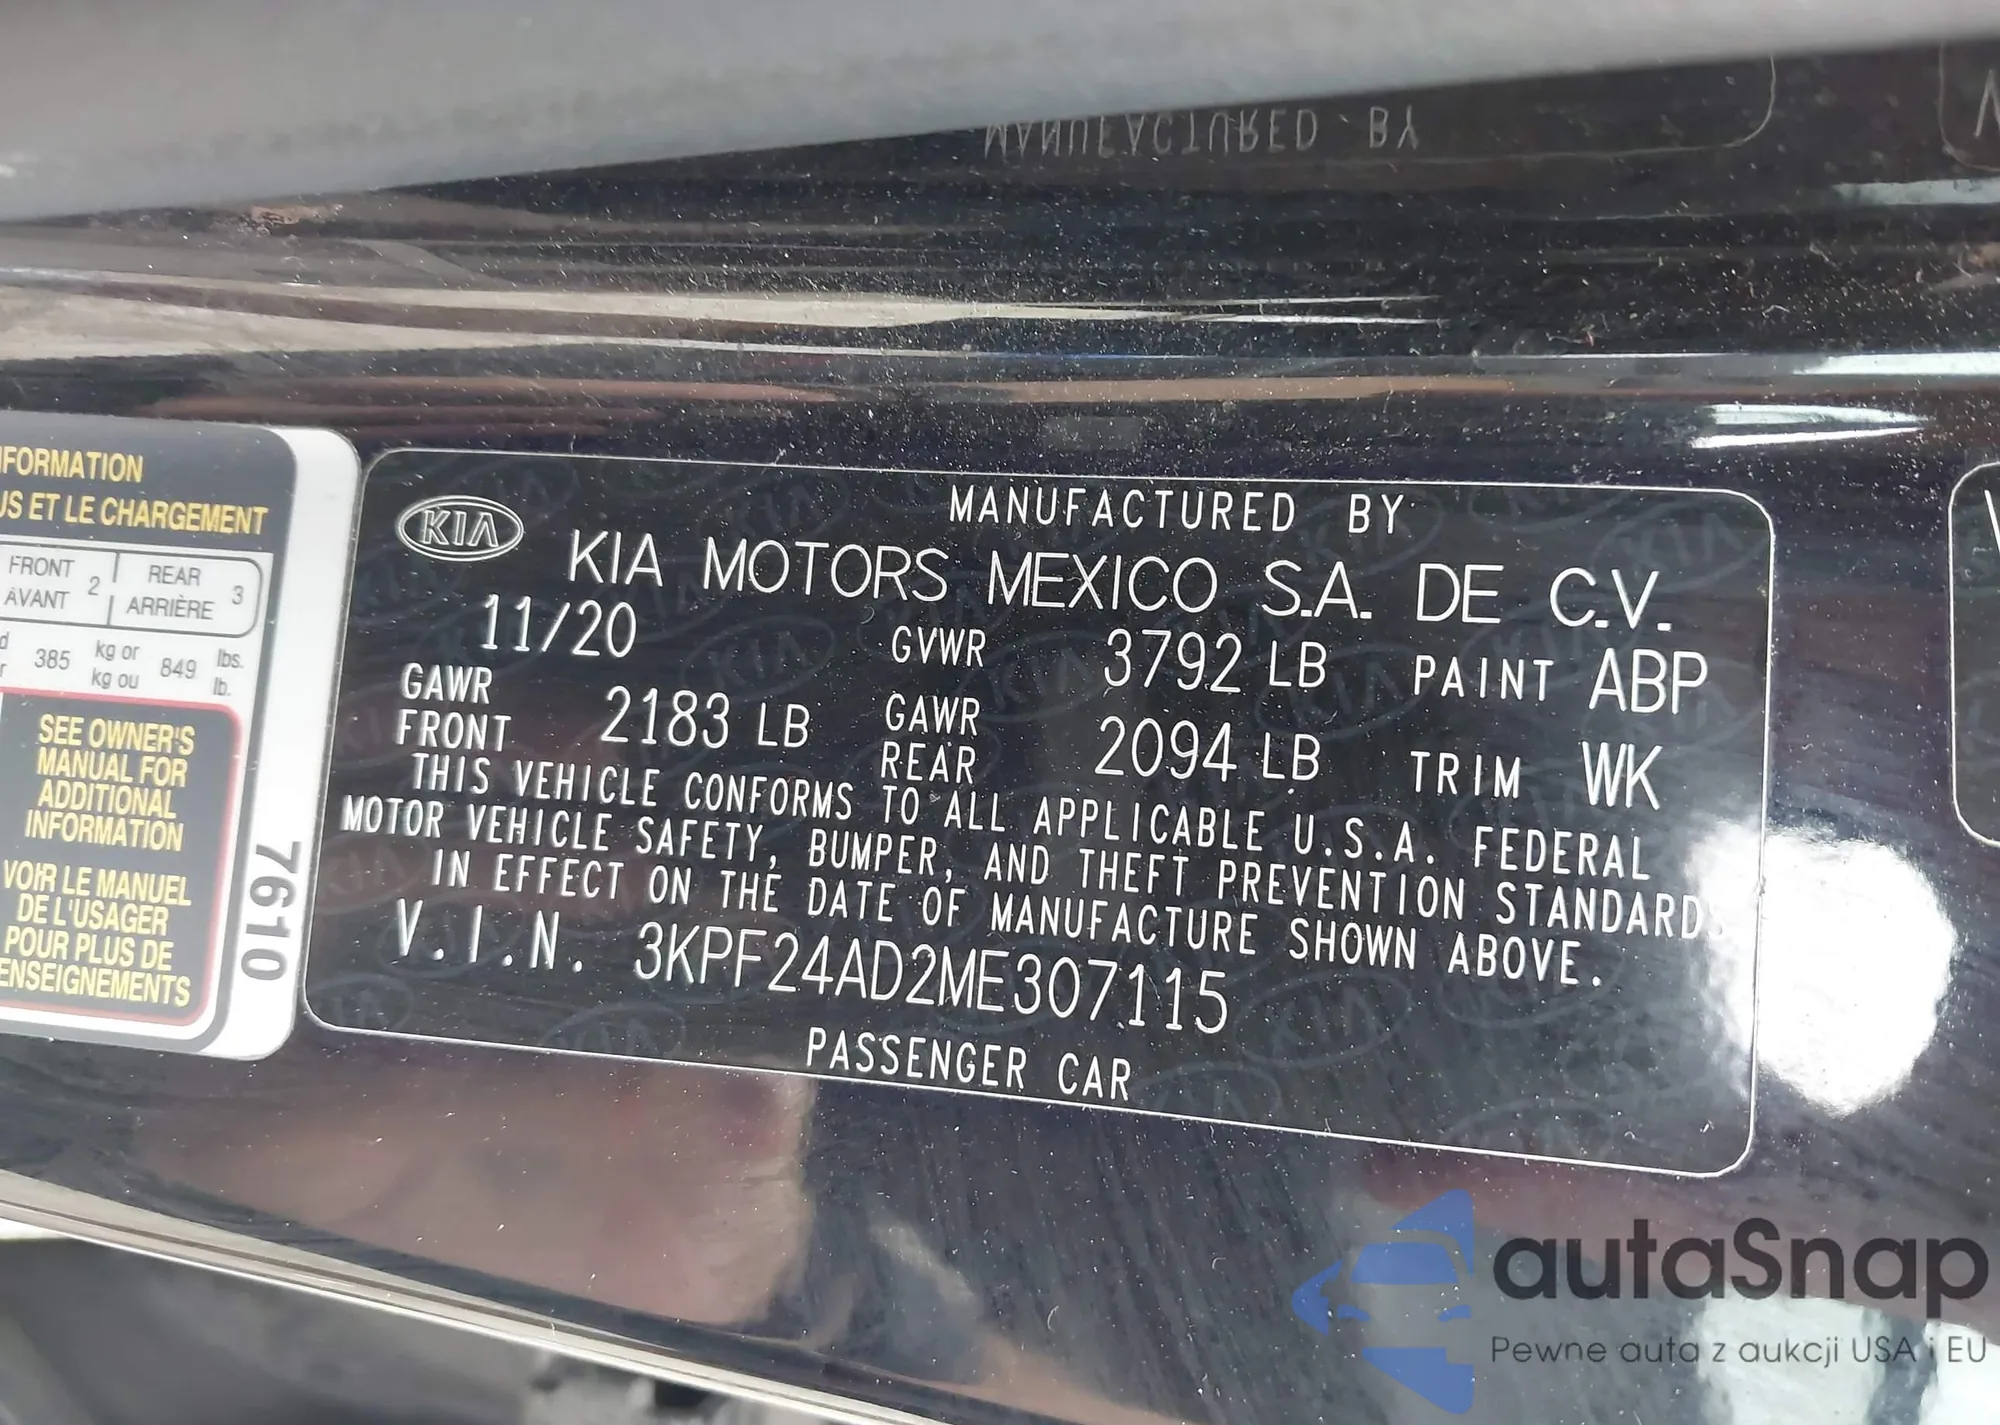 MANUFACTURED BY
NFORMATION
US ET LE CHARGEMENT
FRONT 2 REAR 3
AVANT ARRIÈRE
385 kg or 849 lbs.
kg ou lb.
SEE OWNER'S
MANUAL FOR
ADDITIONAL
INFORMATION
VOIR LE MANUEL
DE L'USAGER
POUR PLUS DE
ENSEIGNEMENTS
7610
MANUFACTURED BY
KIA
KIA MOTORS MEXICO S.A. DE C.V.
11/20 GVWR 3792 LB PAINT ABP
GAWR FRONT 2183 LB GAWR REAR 2094 LB TRIM WK
THIS VEHICLE CONFORMS TO ALL APPLICABLE U.S.A. FEDERAL
MOTOR VEHICLE SAFETY, BUMPER, AND THEFT PREVENTION STANDARDS
IN EFFECT ON THE DATE OF MANUFACTURE SHOWN ABOVE.
V.I.N. 3KPF24AD2ME307115
PASSENGER CAR
autaSnap
Pewne auta z aukcji USA i EU